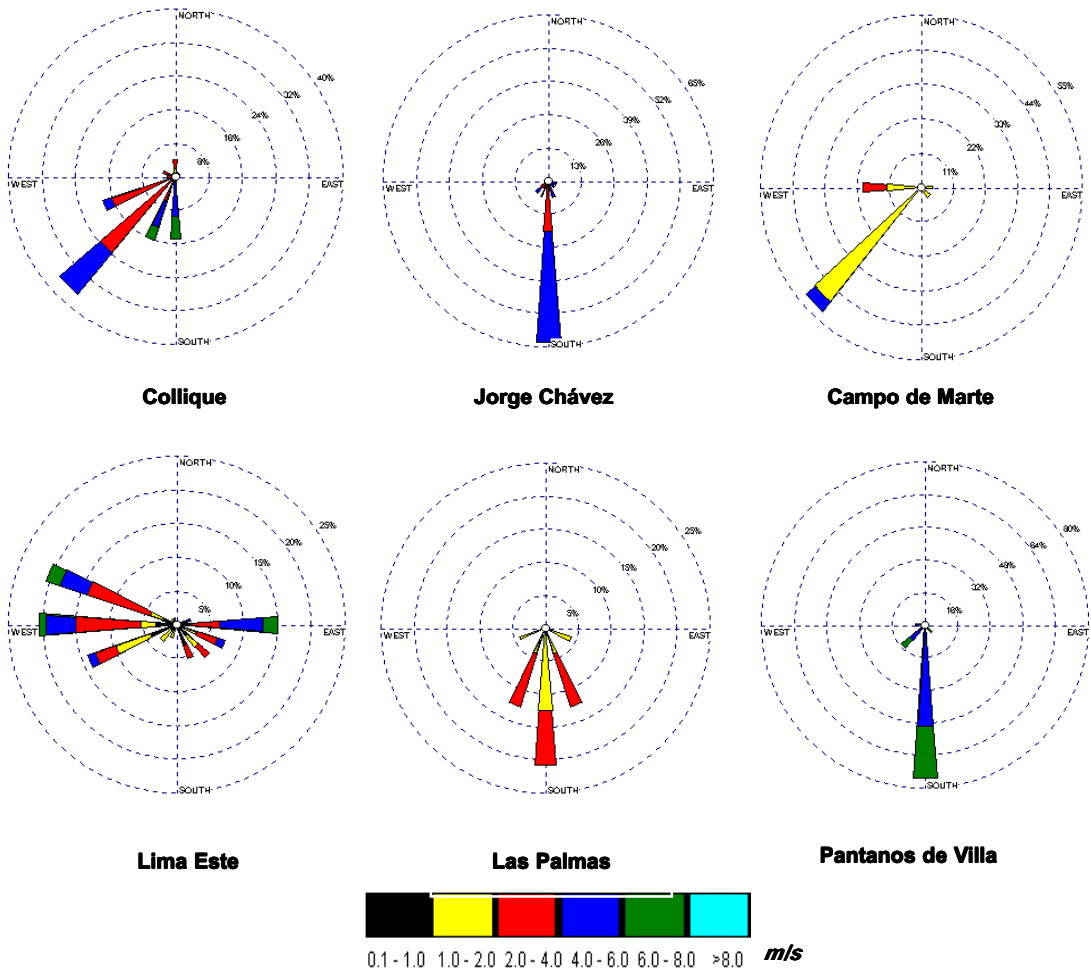 NORTH
40%
32%
24%
16%
8%
WEST
EAST
SOUTH
Collique
NORTH
65%
52%
39%
26%
13%
WEST
EAST
SOUTH
Jorge Chávez
NORTH
55%
44%
33%
22%
11%
WEST
EAST
SOUTH
Campo de Marte
NORTH
25%
20%
15%
10%
5%
WEST
EAST
SOUTH
Lima Este
NORTH
25%
20%
15%
10%
5%
WEST
EAST
SOUTH
Las Palmas
NORTH
80%
64%
48%
32%
16%
WEST
EAST
SOUTH
Pantanos de Villa
0.1 - 1.0 1.0 - 2.0 2.0 - 4.0 4.0 - 6.0 6.0 - 8.0 >8.0 m/s